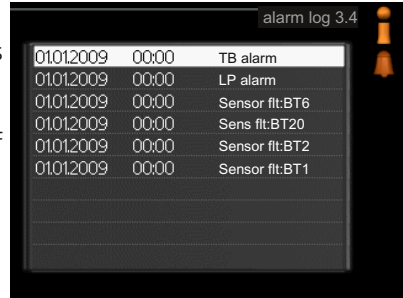 alarm log 3.4
01.01.2009 00:00 TB alarm
01.01.2009 00:00 LP alarm
01.01.2009 00:00 Sensor flt:BT6
01.01.2009 00:00 Sens flt:BT20
01.01.2009 00:00 Sensor flt:BT2
01.01.2009 00:00 Sensor flt:BT1